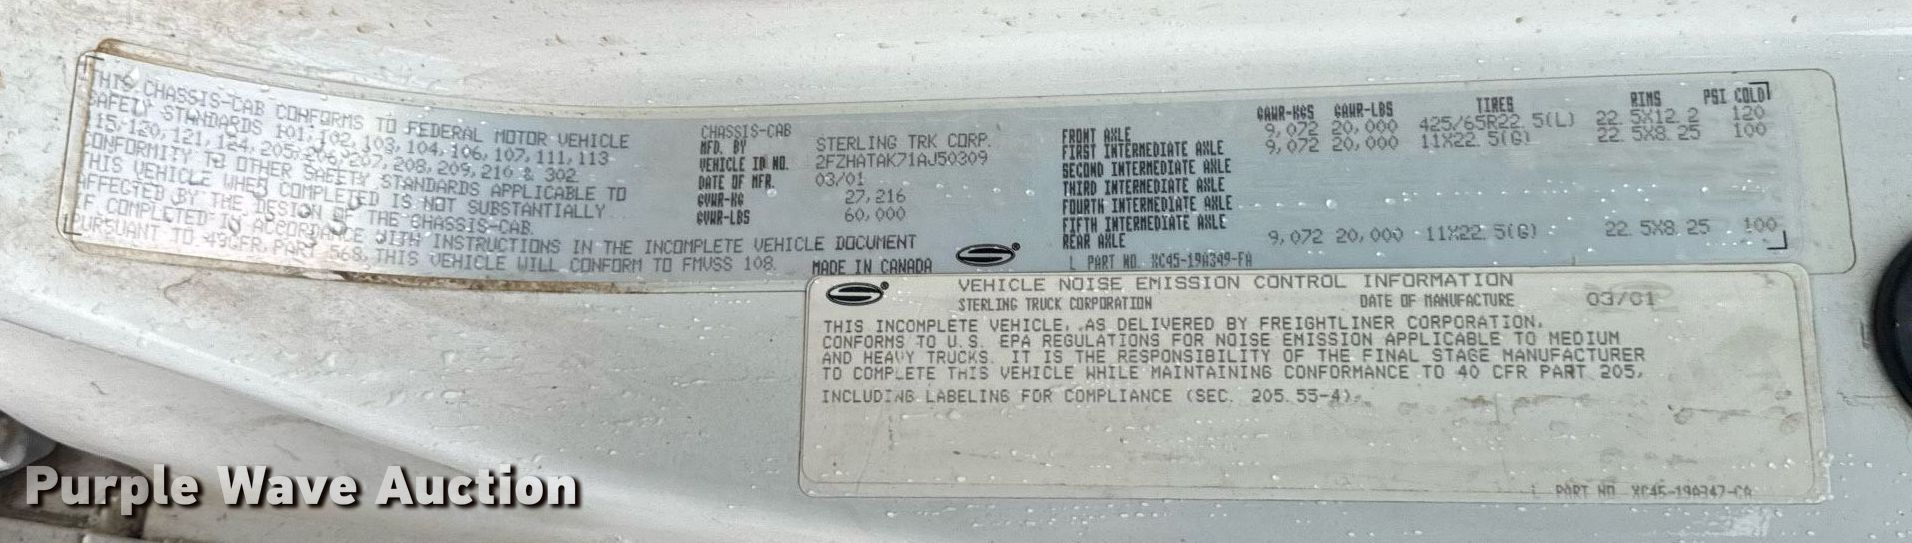 THIS CHASSIS-CAB CONFORMS TO FEDERAL MOTOR VEHICLE
SAFETY STANDARDS 101, 102, 103, 104, 106, 107, 111, 113
115, 120, 121, 124, 205, 206, 207, 208, 209, 210 & 302
CONFORMITY TO OTHER SAFETY STANDARDS APPLICABLE TO
THIS VEHICLE WHEN COMPLETED IS NOT SUBSTANTIALLY
AFFECTED BY THE DESIGN OF THE CHASSIS-CAB.
IF COMPLETED IN ACCORDANCE WITH INSTRUCTIONS IN THE INCOMPLETE VEHICLE DOCUMENT
PURSUANT TO 49CFR PART 568, THIS VEHICLE WILL CONFORM TO FMVSS 108.
CHASSIS-CAB
MFD. BY STERLING TRK CORP.
VEHICLE ID NO. 2FZHATAK71AJ50309
DATE OF MFR. 03/01
GVWR-KG 27,216
GVWR-LBS 60,000
MADE IN CANADA
GAWR-KGS GAWR-LBS TIRES RIMS PSI COLD
FRONT AXLE 9,072 20,000 425/65R22.5(L) 22.5X12.2 120
FIRST INTERMEDIATE AXLE 9,072 20,000 11X22.5(G) 22.5X8.25 100
SECOND INTERMEDIATE AXLE
THIRD INTERMEDIATE AXLE
FOURTH INTERMEDIATE AXLE
FIFTH INTERMEDIATE AXLE
REAR AXLE 9,072 20,000 11X22.5(G) 22.5X8.25 100
L PART NO. XC45-19A349-FA
VEHICLE NOISE EMISSION CONTROL INFORMATION
STERLING TRUCK CORPORATION DATE OF MANUFACTURE 03/01
THIS INCOMPLETE VEHICLE, AS DELIVERED BY FREIGHTLINER CORPORATION,
CONFORMS TO U.S. EPA REGULATIONS FOR NOISE EMISSION APPLICABLE TO MEDIUM
AND HEAVY TRUCKS. IT IS THE RESPONSIBILITY OF THE FINAL STAGE MANUFACTURER
TO COMPLETE THIS VEHICLE WHILE MAINTAINING CONFORMANCE TO 40 CFR PART 205,
INCLUDING LABELING FOR COMPLIANCE (SEC. 205.55-4).
L PART NO. XC45-19A347-CA
Purple Wave Auction